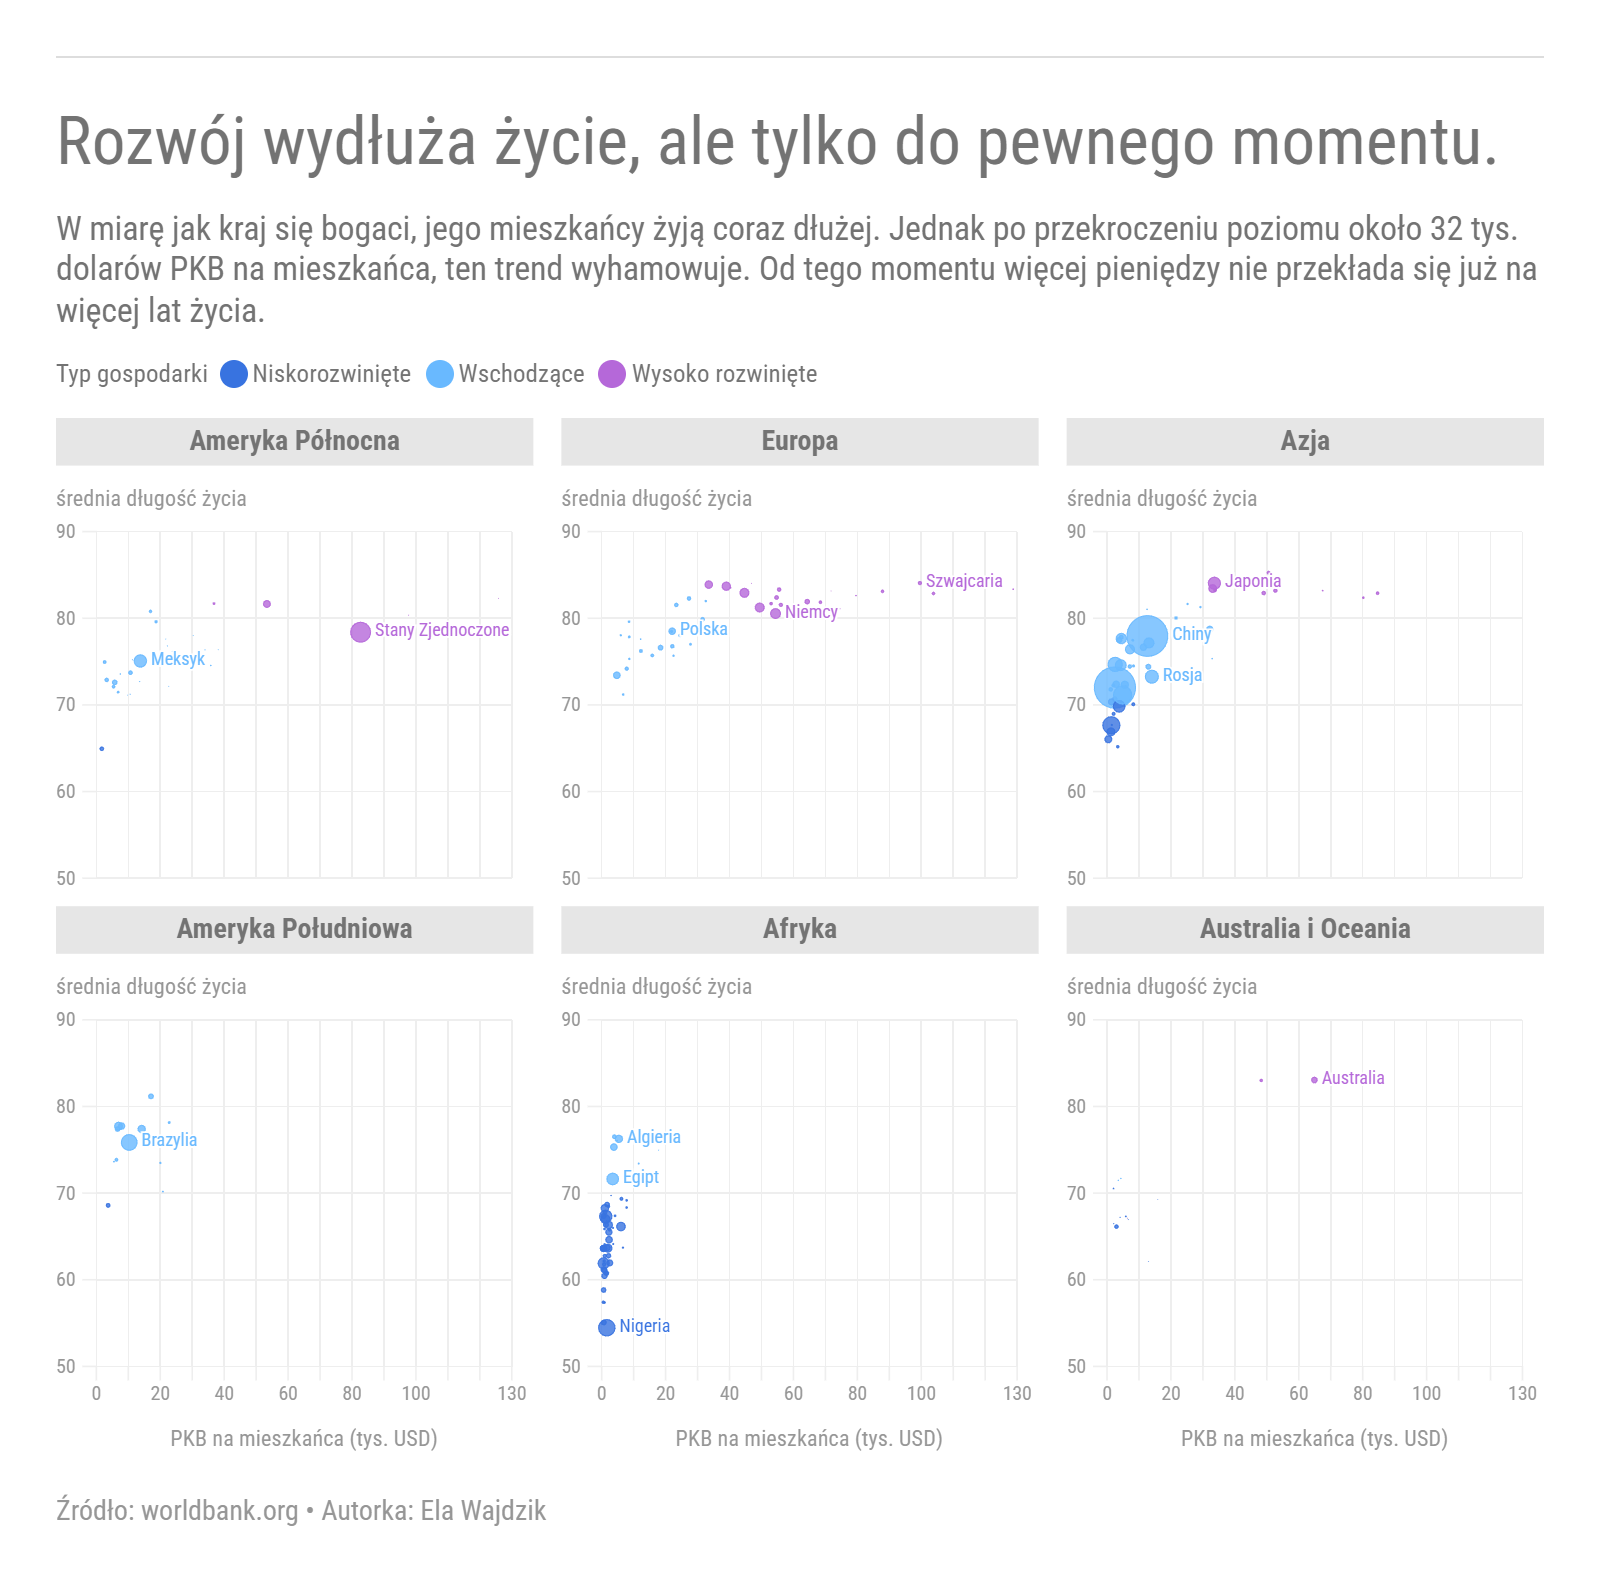 Rozwój wydłuża życie, ale tylko do pewnego momentu.
W miarę jak kraj się bogaci, jego mieszkańcy żyją coraz dłużej. Jednak po przekroczeniu poziomu około 32 tys.
dolarów PKB na mieszkańca, ten trend wyhamowuje. Od tego momentu więcej pieniędzy nie przekłada się już na
więcej lat życia.
Typ gospodarki Niskorozwinięte Wschodzące Wysoko rozwinięte
Ameryka Północna
średnia długość życia
90
80
70
60
50
Stany Zjednoczone
Meksyk
Europa
średnia długość życia
90
80
70
60
50
Szwajcaria
Niemcy
Polska
Azja
średnia długość życia
90
80
70
60
50
Japonia
Chiny
Rosja
Ameryka Południowa
średnia długość życia
90
80
70
60
50
Brazylia
0 20 40 60 80 100 130
PKB na mieszkańca (tys. USD)
Afryka
średnia długość życia
90
80
70
60
50
Algieria
Egipt
Nigeria
0 20 40 60 80 100 130
PKB na mieszkańca (tys. USD)
Australia i Oceania
średnia długość życia
90
80
70
60
50
Australia
0 20 40 60 80 100 130
PKB na mieszkańca (tys. USD)
Źródło: worldbank.org • Autorka: Ela Wajdzik